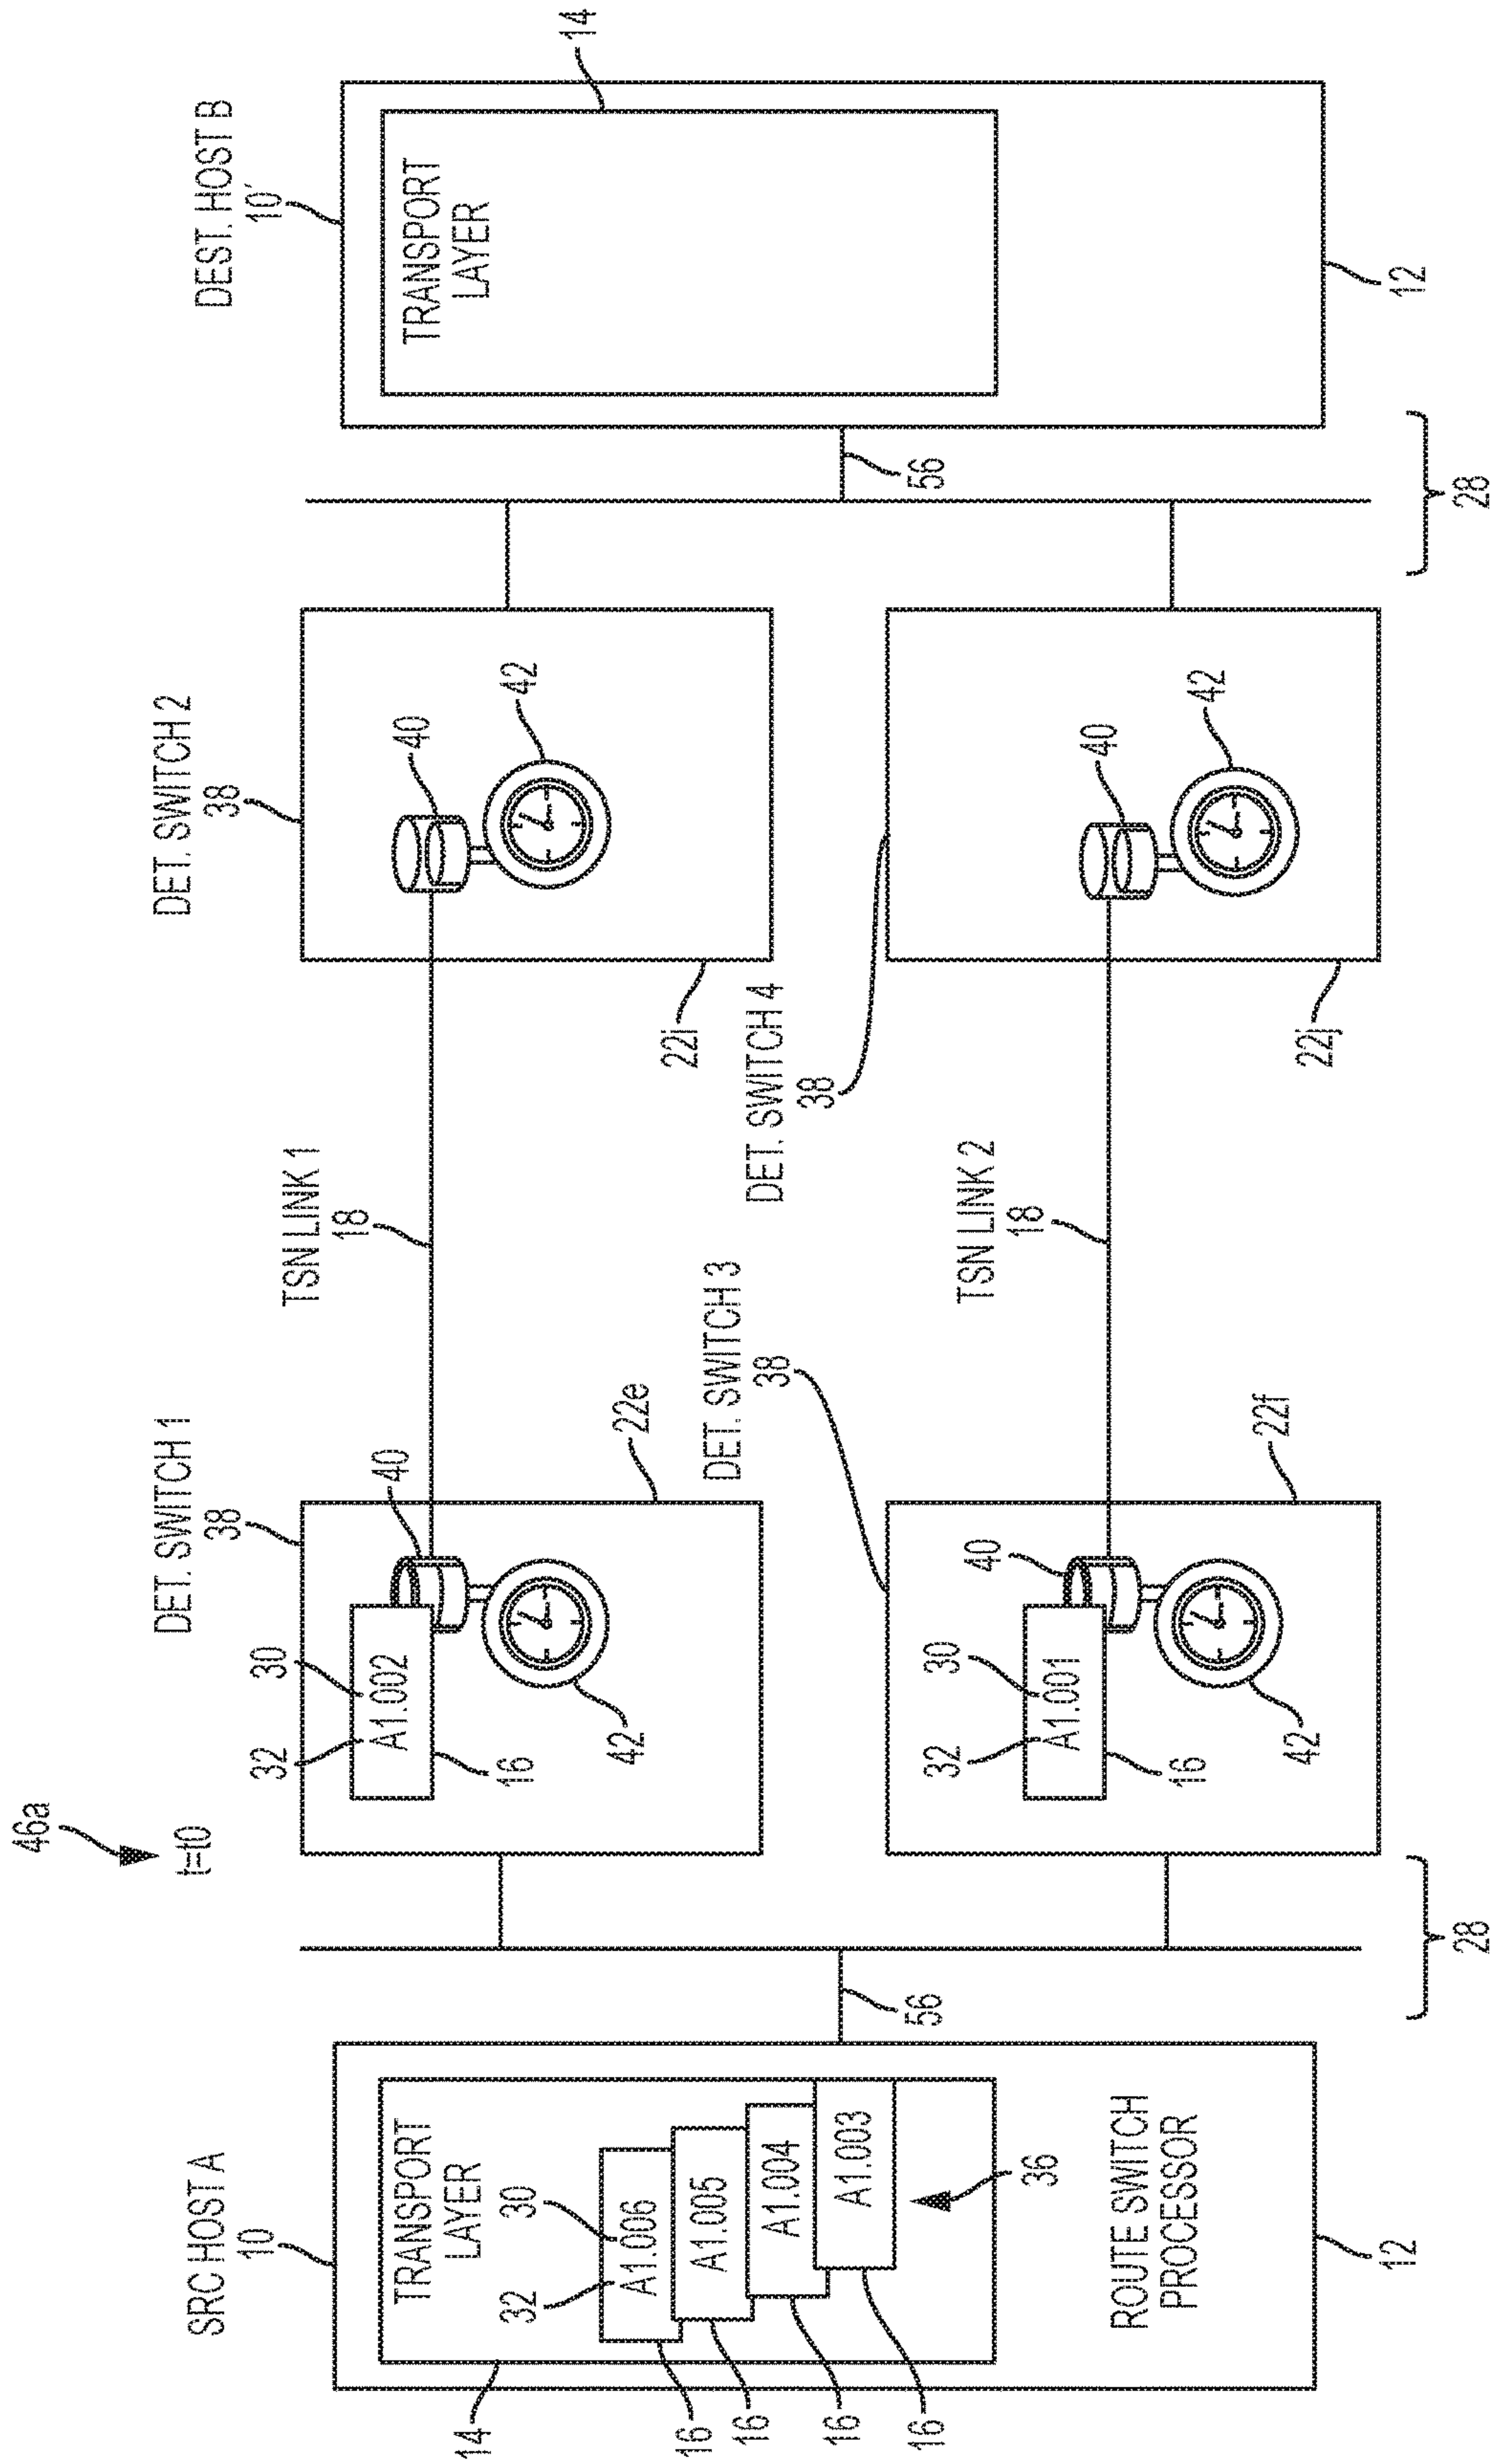 46a
t=t0
SRC HOST A
10
TRANSPORT
LAYER
14
32
30
A1.006
A1.005
A1.004
A1.003
16
16
16
16
36
ROUTE SWITCH
PROCESSOR
12
56
28
DET. SWITCH 1
38
32
30
A1.002
16
40
42
22e
DET. SWITCH 3
38
32
30
A1.001
16
40
42
22f
TSN LINK 1
18
TSN LINK 2
18
DET. SWITCH 2
38
40
42
22i
DET. SWITCH 4
38
40
42
22j
56
28
DEST. HOST B
10'
TRANSPORT
LAYER
14
12